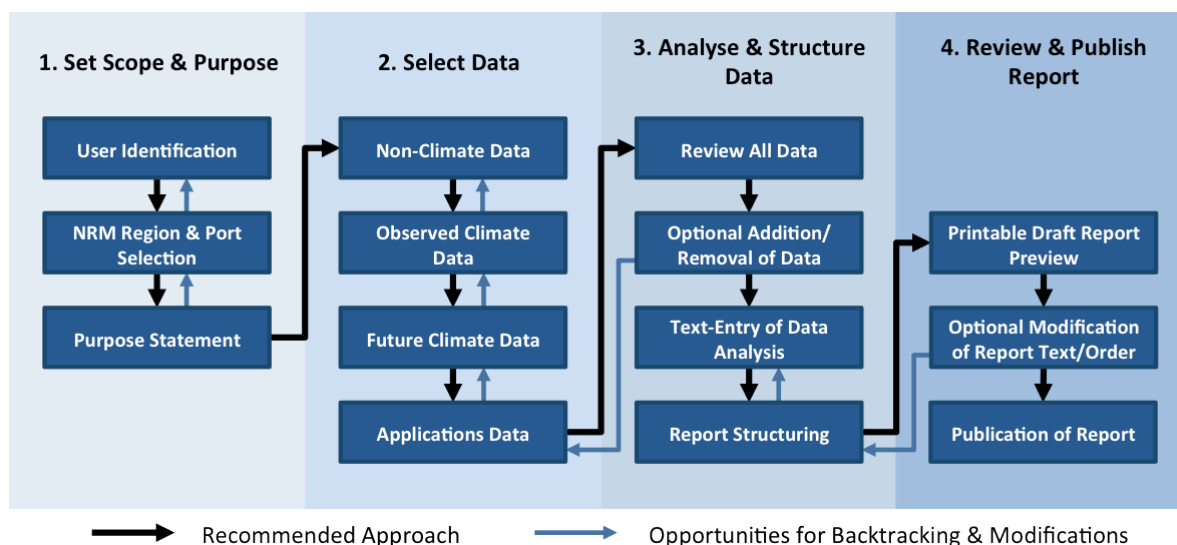 1. Set Scope & Purpose
User Identification
NRM Region & Port
Selection
Purpose Statement
2. Select Data
Non-Climate Data
Observed Climate
Data
Future Climate Data
Applications Data
3. Analyse & Structure
Data
Review All Data
Optional Addition/
Removal of Data
Text-Entry of Data
Analysis
Report Structuring
4. Review & Publish
Report
Printable Draft Report
Preview
Optional Modification
of Report Text/Order
Publication of Report
Recommended Approach
Opportunities for Backtracking & Modifications